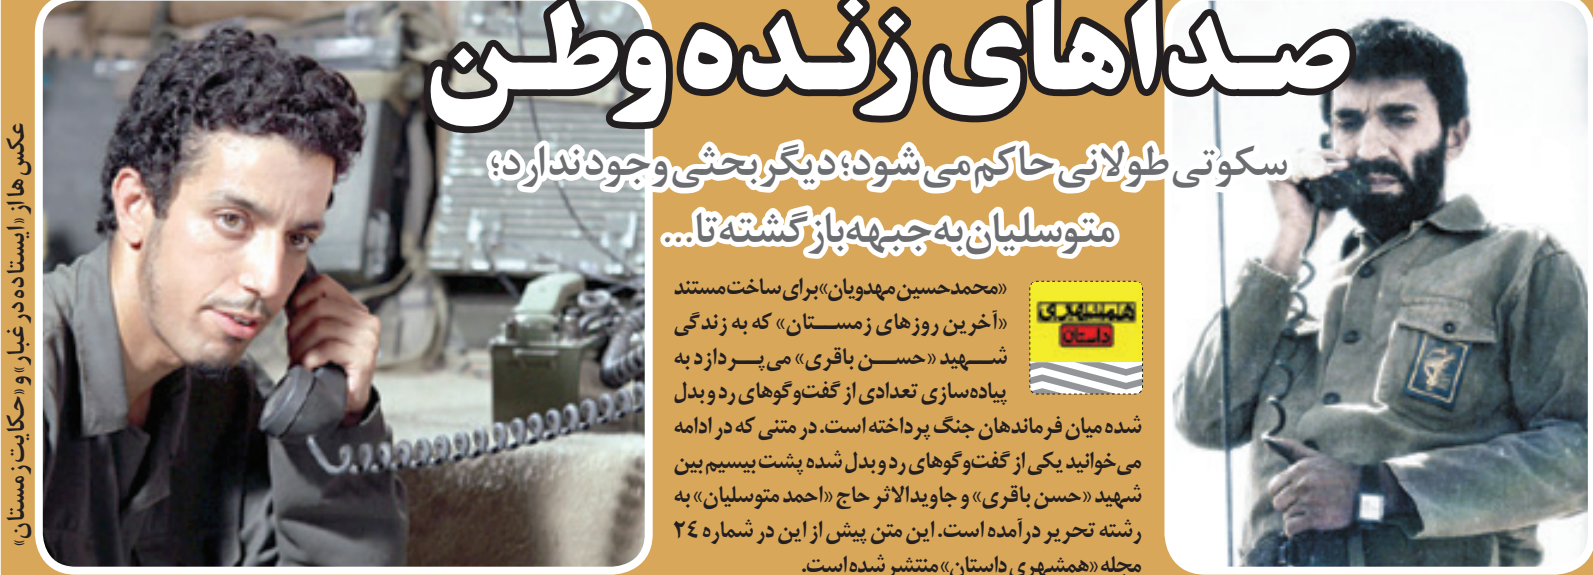 صداهای زنده وطن
سکوتی طولانی حاکم می‌شود؛ دیگر بحثی وجود ندارد؛
متوسلیان به جبهه باز گشته تا...
همشهری
داستان
«محمدحسین مهدویان» برای ساخت مستند
«آخرین روزهای زمستان» که به زندگی
شهید «حسن باقری» می‌پردازد به
پیاده‌سازی تعدادی از گفت‌وگوهای رد و بدل
شده میان فرماندهان جنگ پرداخته است. در متنی که در ادامه
می‌خوانید یکی از گفت‌وگوهای رد و بدل شده پشت بیسیم بین
شهید «حسن باقری» و جاویدالاثر حاج «احمد متوسلیان» به
رشته تحریر درآمده است. این متن پیش از این در شماره ۲۴
مجله «همشهری داستان» منتشر شده است.
عکس ها از «ایستاده در غبار» و «حکایت زمستان»